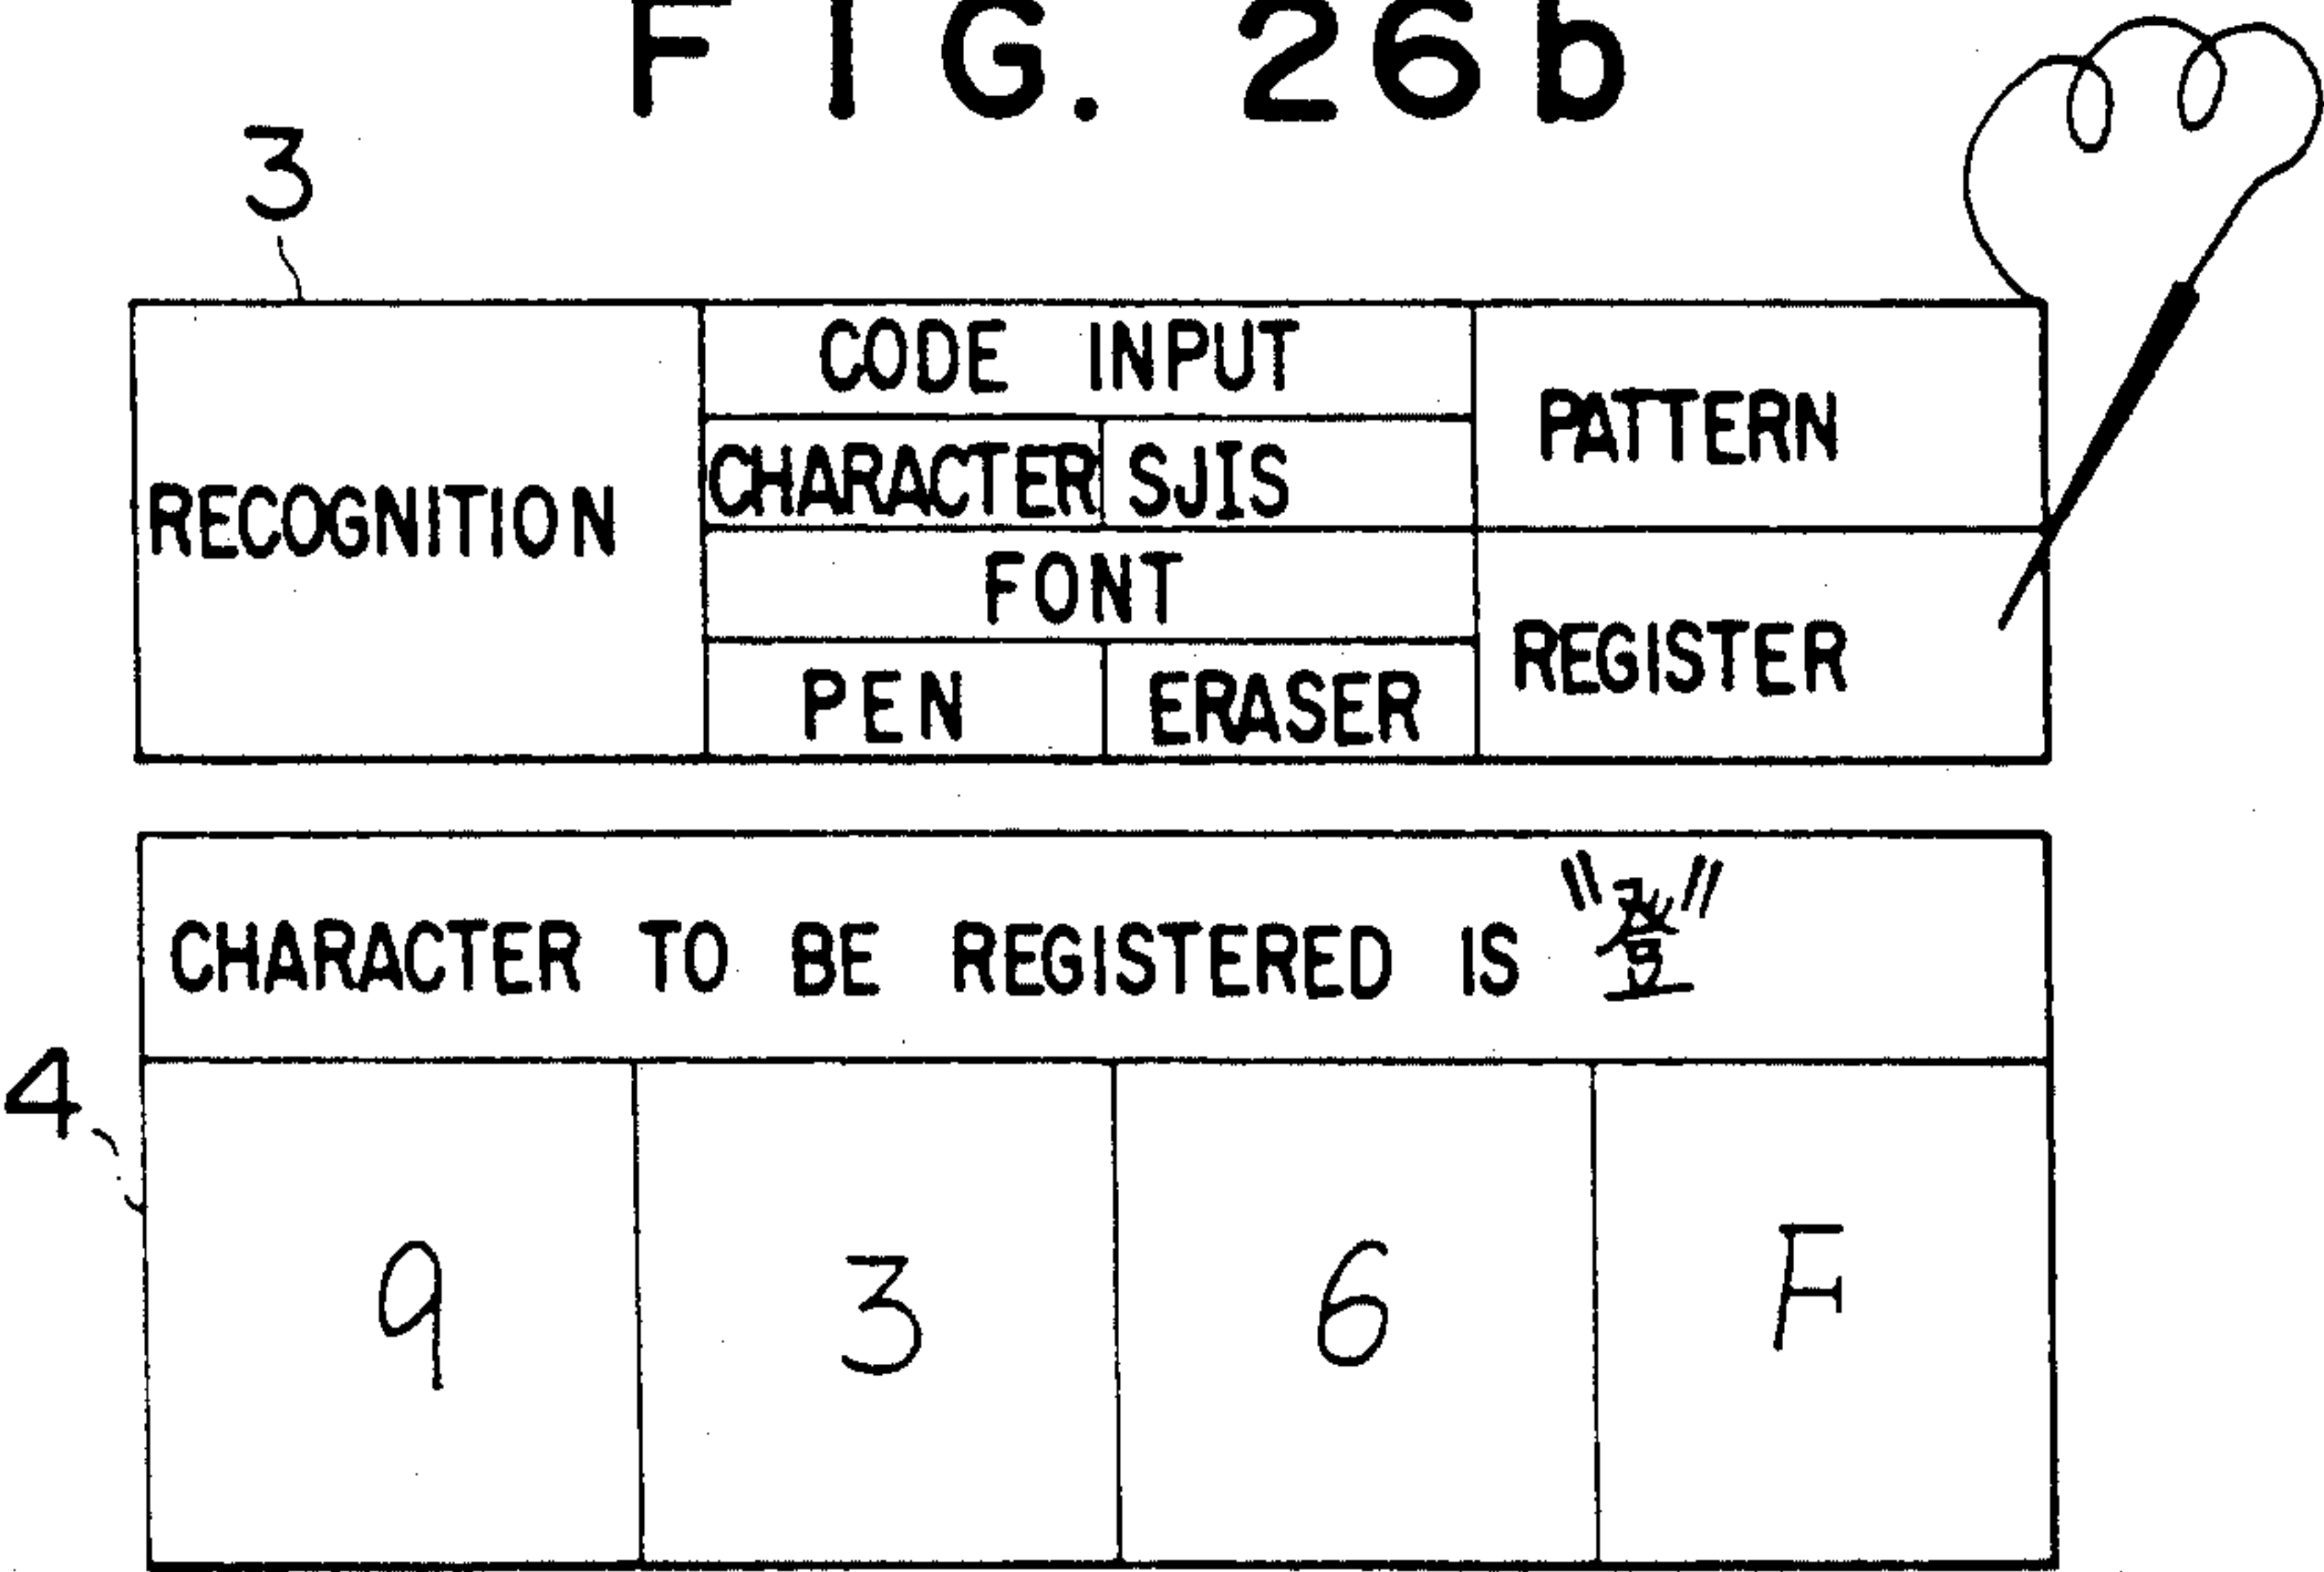 FIG. 26b
3
RECOGNITION
CODE INPUT
CHARACTER SJIS
PATTERN
FONT
PEN ERASER
REGISTER
CHARACTER TO BE REGISTERED IS "登"
4
9 3 6 F